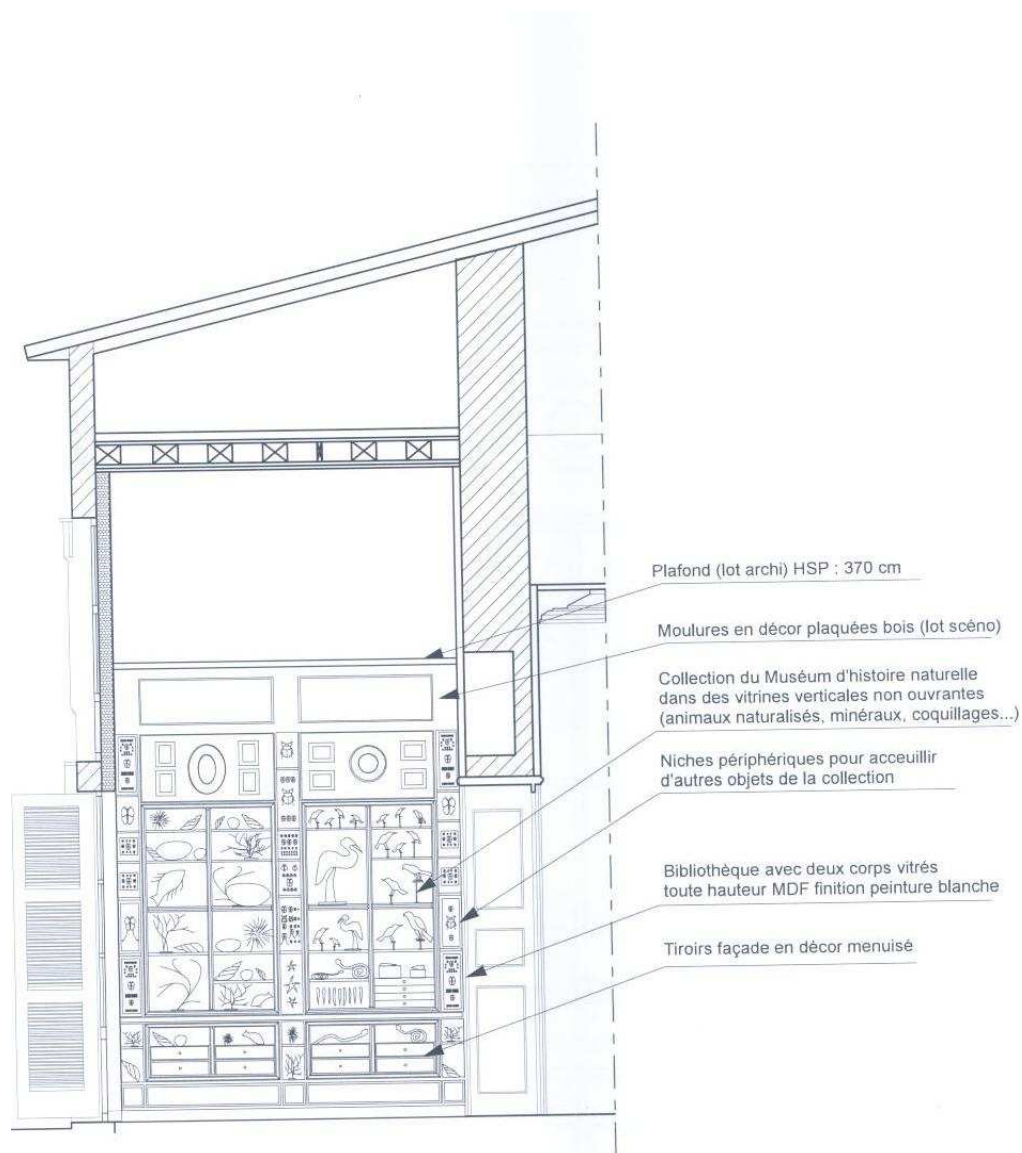 Plafond (lot archi) HSP : 370 cm
Moulures en décor plaquées bois (lot scéno)
Collection du Muséum d'histoire naturelle
dans des vitrines verticales non ouvrantes
(animaux naturalisés, minéraux, coquillages...)
Niches périphériques pour acceuillir
d'autres objets de la collection
Bibliothèque avec deux corps vitrés
toute hauteur MDF finition peinture blanche
Tiroirs façade en décor menuisé